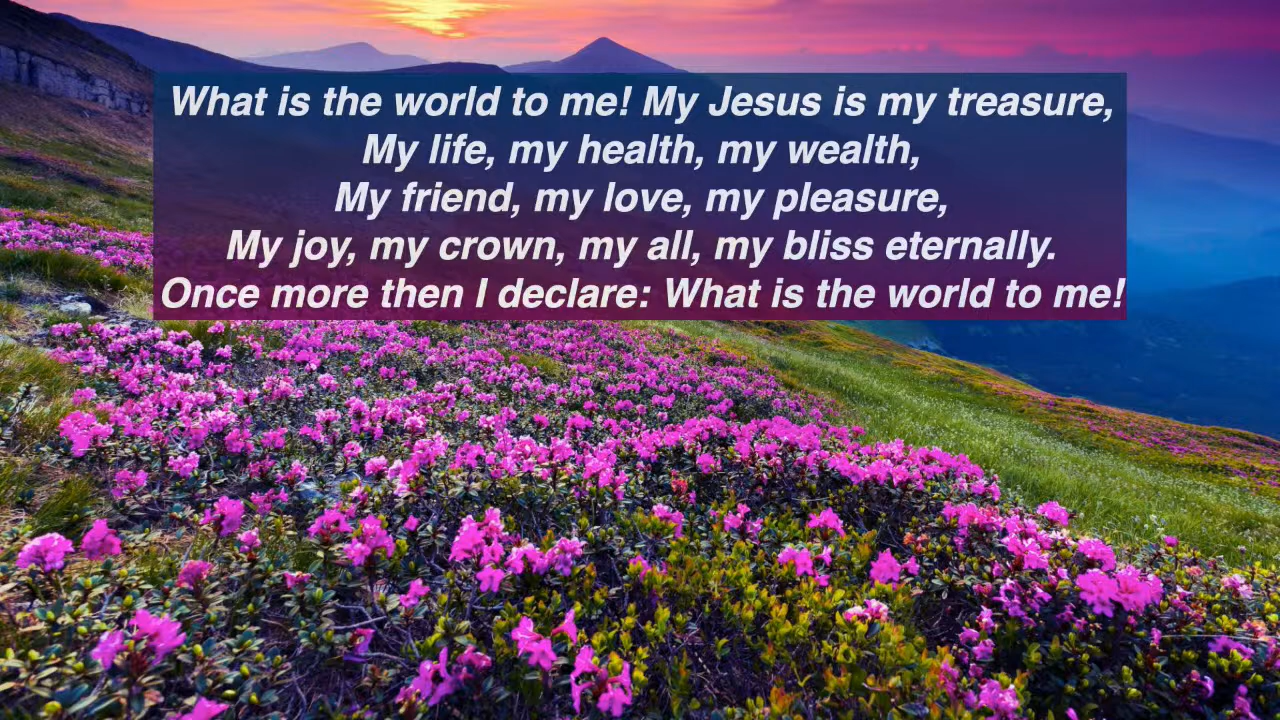 What is the world to me! My Jesus is my treasure,
My life, my health, my wealth,
My friend, my love, my pleasure,
My joy, my crown, my all, my bliss eternally.
Once more then I declare: What is the world to me!